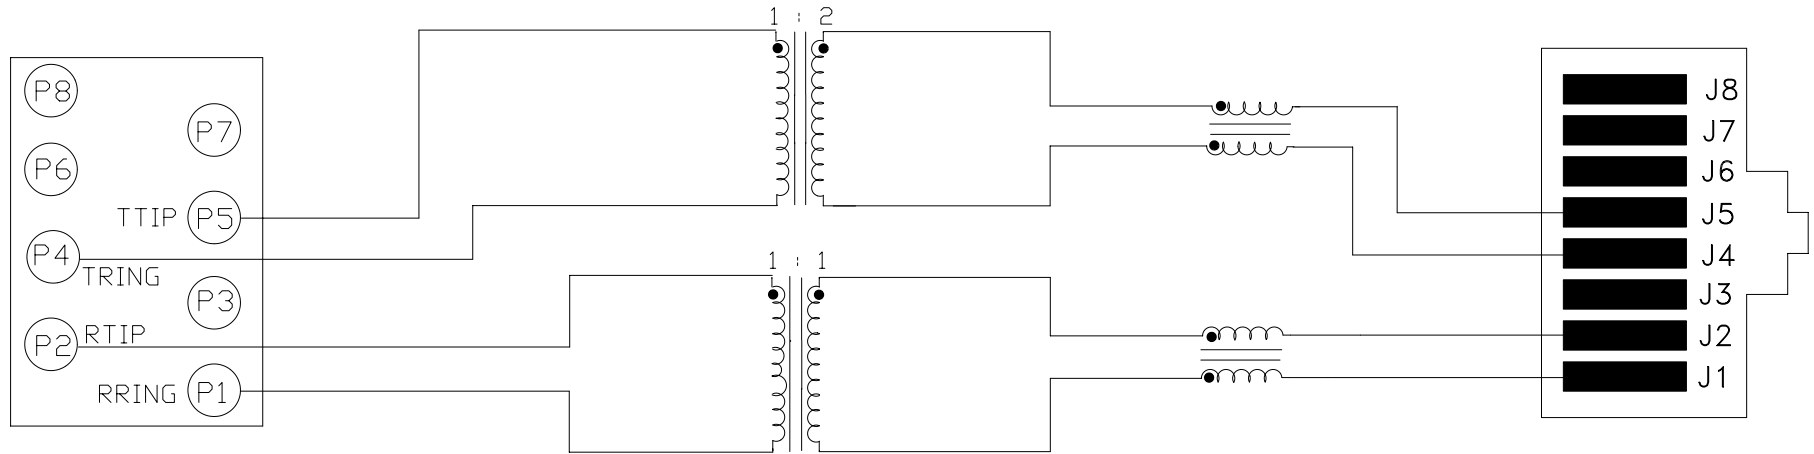 1 : 2
P8
P7
P6
TTIP P5
P4
TRING
P3
RTIP
P2
RRING P1
1 : 1
J8
J7
J6
J5
J4
J3
J2
J1